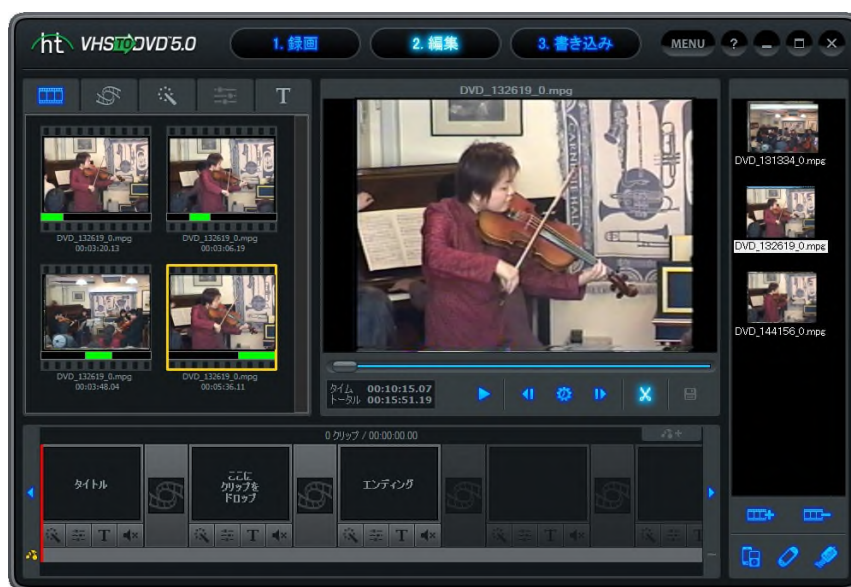 ht VHS TO DVD 5.0
1. 録画
2. 編集
3. 書き込み
MENU
?
T
DVD_132619_0.mpg
00:03:20.13
DVD_132619_0.mpg
00:03:06.19
DVD_132619_0.mpg
00:03:48.04
DVD_132619_0.mpg
00:05:36.11
DVD_132619_0.mpg
CARNEGIE HALL
タイム 00:10:15.07
トータル 00:15:51.19
DVD_131334_0.mpg
DVD_132619_0.mpg
DVD_144156_0.mpg
0 クリップ / 00:00:00.00
タイトル
ここに
クリップを
ドロップ
エンディング
T
T
T
T
T